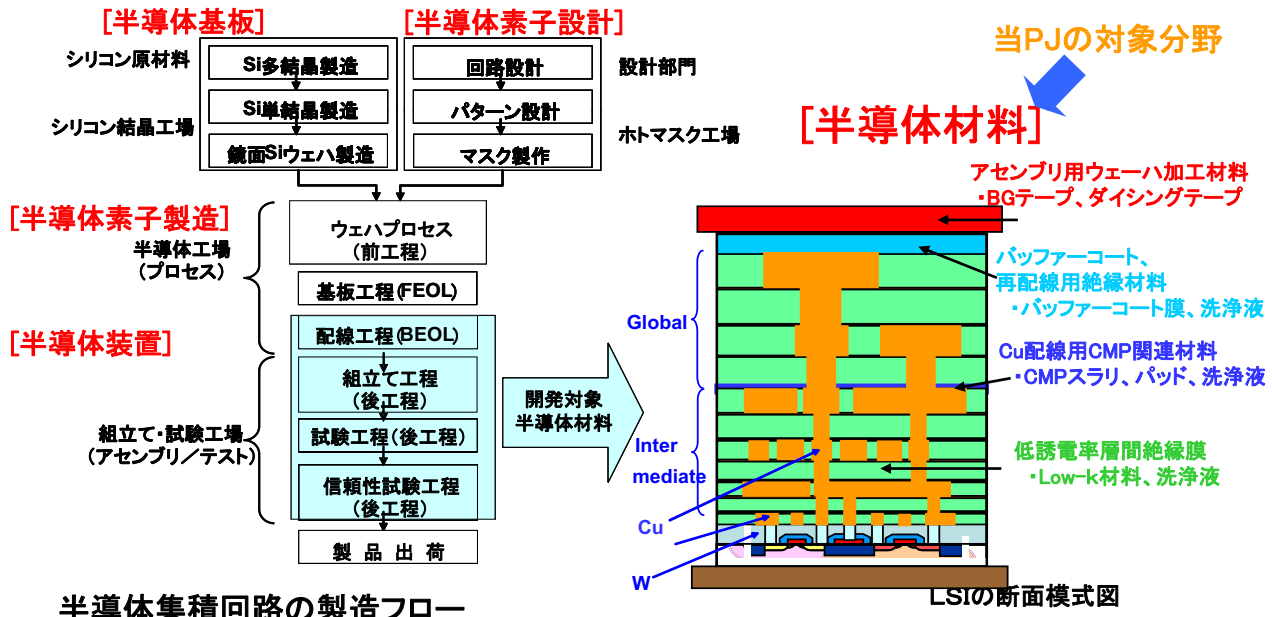 [半導体基板]
[半導体素子設計]
当PJの対象分野
シリコン原材料
Si多結晶製造
回路設計
設計部門
Si単結晶製造
パターン設計
[半導体材料]
シリコン結晶工場
ホトマスク工場
鏡面Siウェハ製造
マスク製作
アセンブリ用ウェーハ加工材料
・BGテープ、ダイシングテープ
[半導体素子製造]
半導体工場
(プロセス)
ウェハプロセス
(前工程)
基板工程(FEOL)
バッファーコート、
再配線用絶縁材料
・バッファーコート膜、洗浄液
Global
[半導体装置]
配線工程(BEOL)
Cu配線用CMP関連材料
・CMPスラリ、パッド、洗浄液
組立て工程
(後工程)
開発対象
半導体材料
組立て・試験工場
(アセンブリ／テスト)
試験工程(後工程)
Inter
mediate
低誘電率層間絶縁膜
・Low-k材料、洗浄液
信頼性試験工程
(後工程)
Cu
製 品 出 荷
W
半導体集積回路の製造フロー
LSIの断面模式図